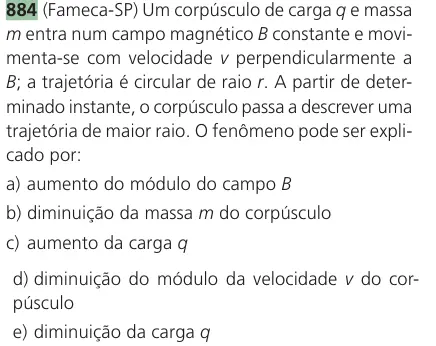 884 (Fameca-SP) Um corpúsculo de carga q e massa
m entra num campo magnético B constante e movi-
menta-se com velocidade v perpendicularmente a
B; a trajetória é circular de raio r. A partir de deter-
minado instante, o corpúsculo passa a descrever uma
trajetória de maior raio. O fenômeno pode ser expli-
cado por:
a) aumento do módulo do campo B
b) diminuição da massa m do corpúsculo
c) aumento da carga q
d) diminuição do módulo da velocidade v do cor-
púsculo
e) diminuição da carga q